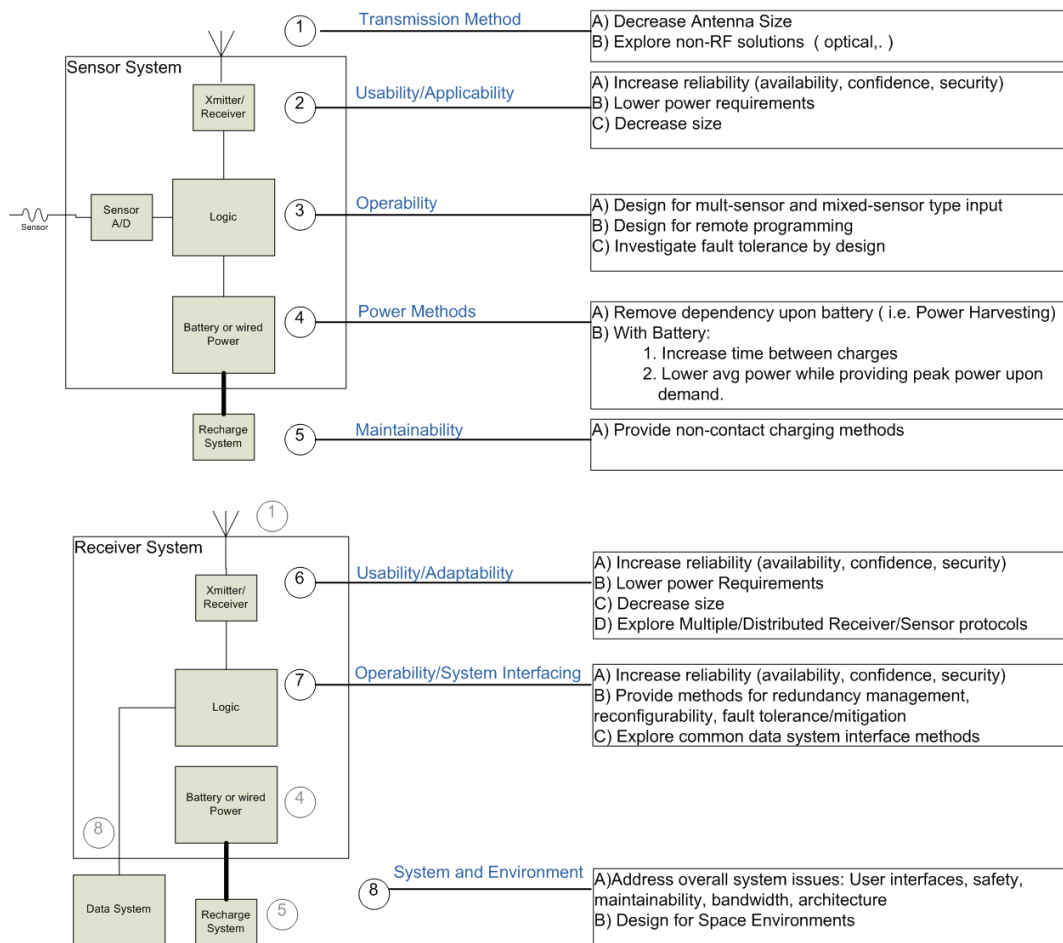 1
Transmission Method
A) Decrease Antenna Size
B) Explore non-RF solutions ( optical,. )
Sensor System
Xmitter/
Receiver
2
Usability/Applicability
A) Increase reliability (availability, confidence, security)
B) Lower power requirements
C) Decrease size
Sensor
Sensor
A/D
Logic
3
Operability
A) Design for mult-sensor and mixed-sensor type input
B) Design for remote programming
C) Investigate fault tolerance by design
Battery or wired
Power
4
Power Methods
A) Remove dependency upon battery ( i.e. Power Harvesting)
B) With Battery:
1. Increase time between charges
2. Lower avg power while providing peak power upon
demand.
Recharge
System
5
Maintainability
A) Provide non-contact charging methods
1
Receiver System
Xmitter/
Receiver
6
Usability/Adaptability
A) Increase reliability (availability, confidence, security)
B) Lower power Requirements
C) Decrease size
D) Explore Multiple/Distributed Receiver/Sensor protocols
Logic
7
Operability/System Interfacing
A) Increase reliability (availability, confidence, security)
B) Provide methods for redundancy management,
reconfigurability, fault tolerance/mitigation
C) Explore common data system interface methods
Battery or wired
Power
4
8
Data System
Recharge
System
5
8
System and Environment
A)Address overall system issues: User interfaces, safety,
maintainability, bandwidth, architecture
B) Design for Space Environments